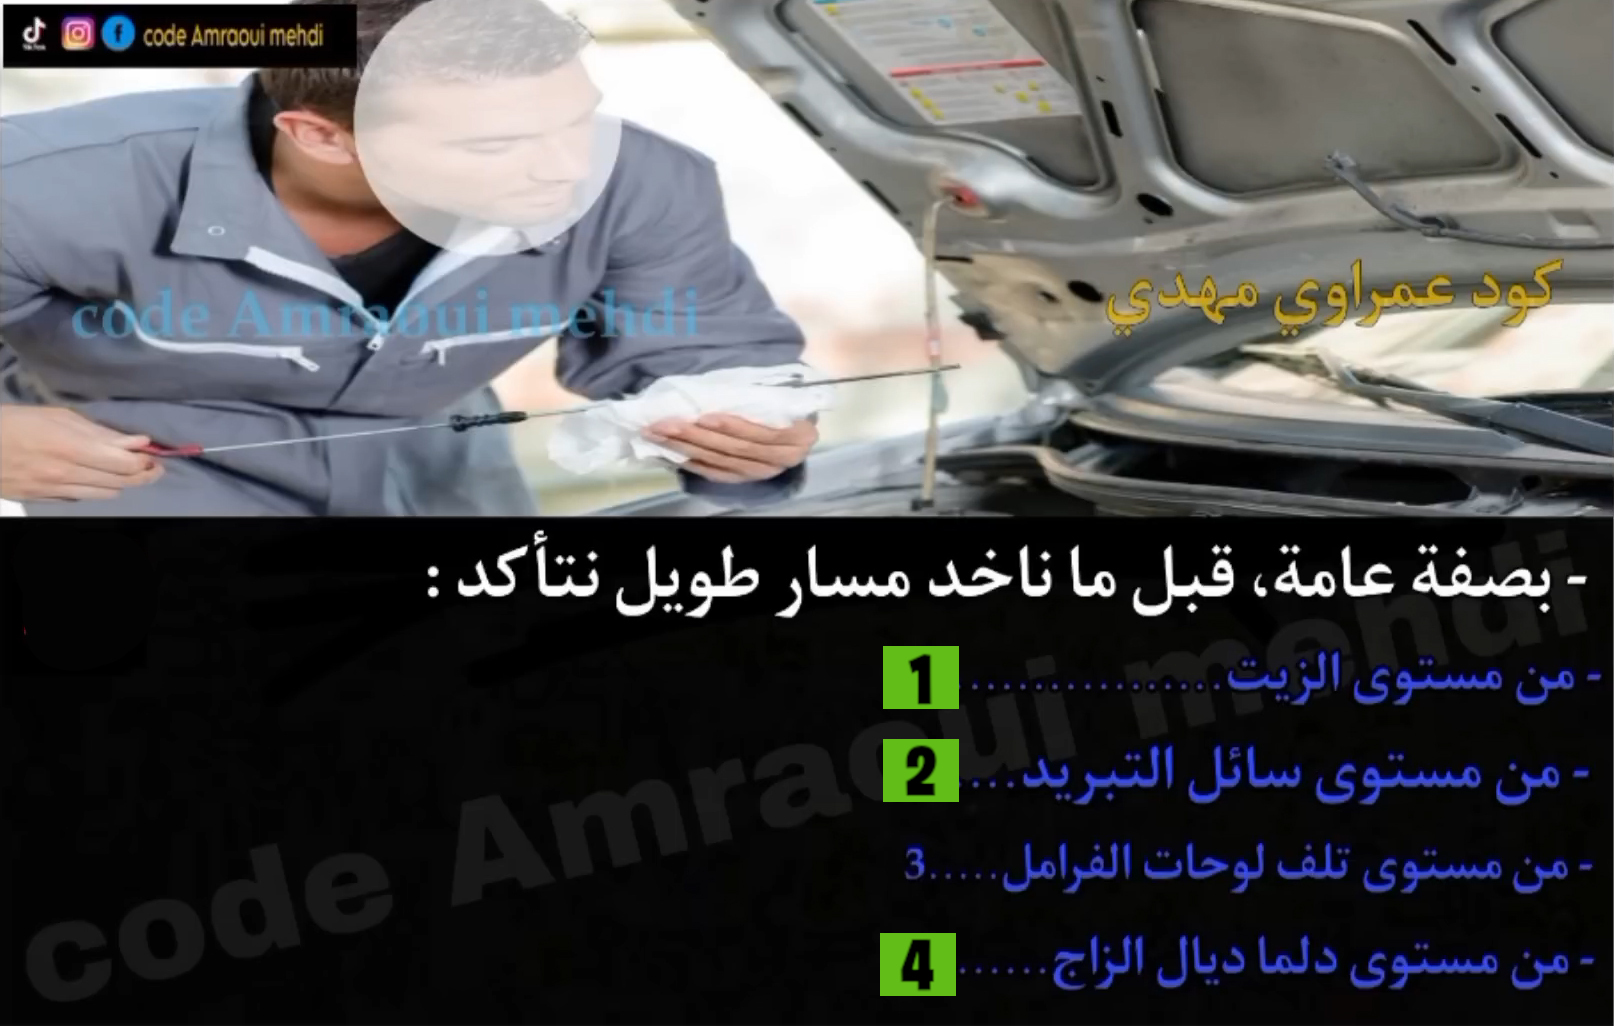 code Amraoui mehdi
code Amraoui mehdi
كود عمراوي مهدي
- بصفة عامة، قبل ما ناخد مسار طويل نتأكد :
- من مستوى الزيت................. 1
- من مستوى سائل التبريد.... 2
- من مستوى تلف لوحات الفرامل.....3
- من مستوى دلما ديال الزاج...... 4
code Amraoui mehdi